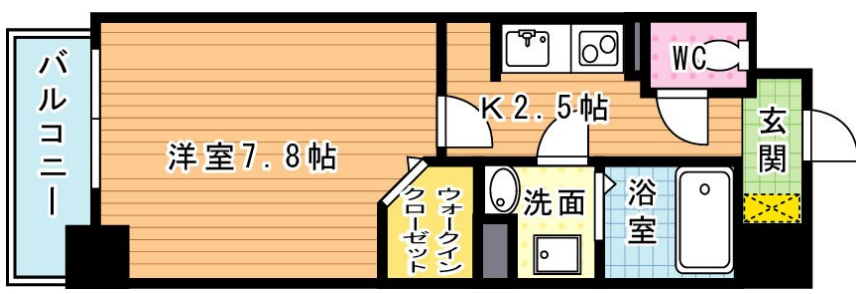 バルコニー
洋室7.8帖
ウォークイン
クローゼット
K2.5帖
洗面
浴室
WC
玄関